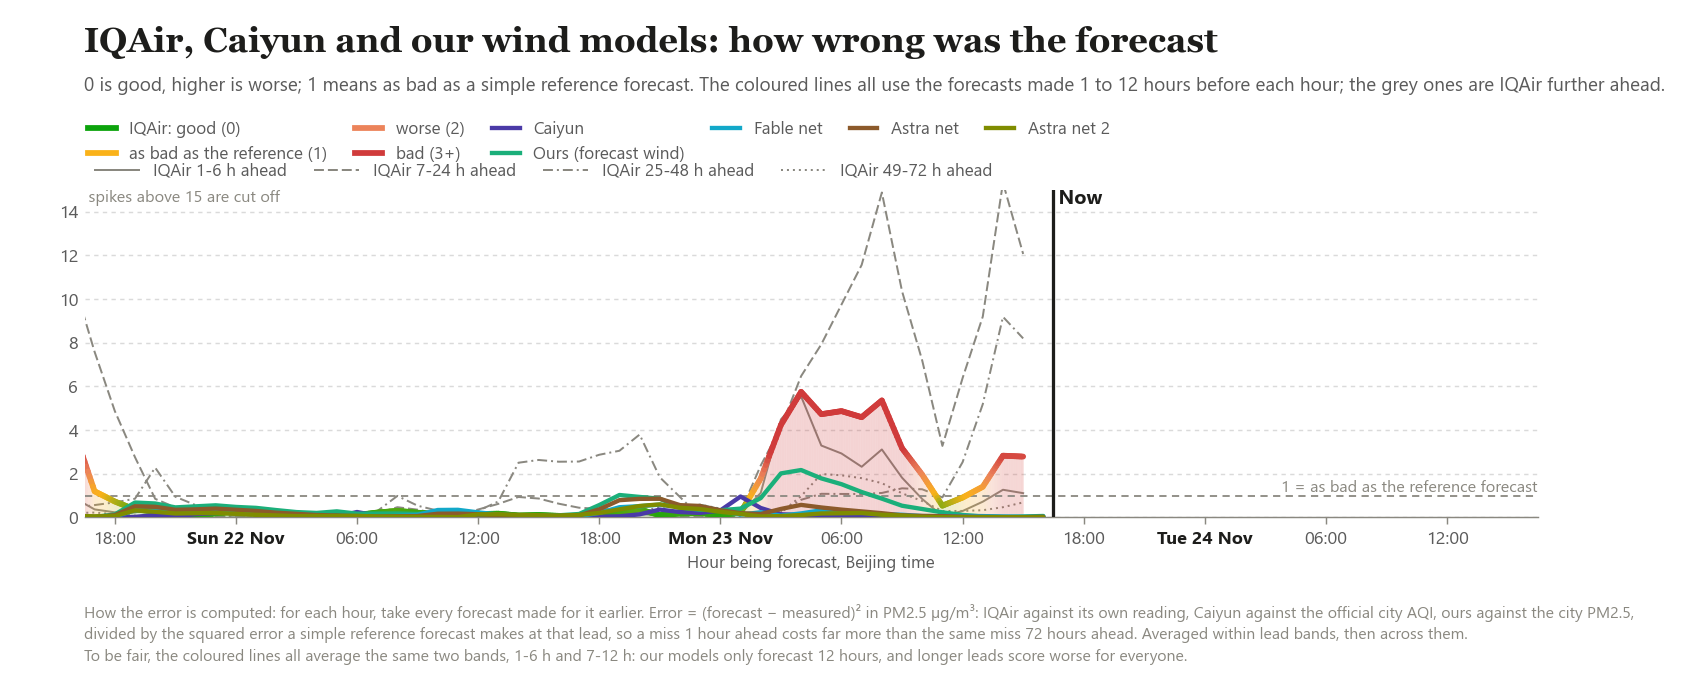 IQAir, Caiyun and our wind models: how wrong was the forecast
0 is good, higher is worse; 1 means as bad as a simple reference forecast. The coloured lines all use the forecasts made 1 to 12 hours before each hour; the grey ones are IQAir further ahead.
IQAir: good (0) worse (2) Caiyun Fable net Astra net Astra net 2
as bad as the reference (1) bad (3+) Ours (forecast wind)
IQAir 1-6 h ahead IQAir 7-24 h ahead IQAir 25-48 h ahead IQAir 49-72 h ahead
spikes above 15 are cut off
Now
14
12
10
8
6
4
2
1 = as bad as the reference forecast
0
18:00 Sun 22 Nov 06:00 12:00 18:00 Mon 23 Nov 06:00 12:00 18:00 Tue 24 Nov 06:00 12:00
Hour being forecast, Beijing time
How the error is computed: for each hour, take every forecast made for it earlier. Error = (forecast − measured)² in PM2.5 µg/m³: IQAir against its own reading, Caiyun against the official city AQI, ours against the city PM2.5,
divided by the squared error a simple reference forecast makes at that lead, so a miss 1 hour ahead costs far more than the same miss 72 hours ahead. Averaged within lead bands, then across them.
To be fair, the coloured lines all average the same two bands, 1-6 h and 7-12 h: our models only forecast 12 hours, and longer leads score worse for everyone.